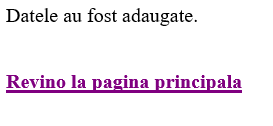 Datele au fost adaugate.
Revino la pagina principala